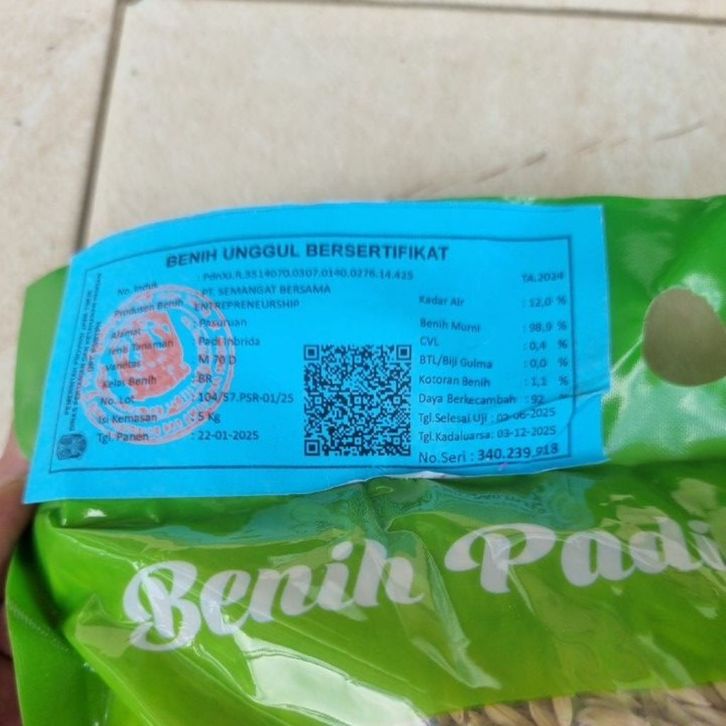 BENIH UNGGUL BERSERTIFIKAT
No. Induk : PdnXI.R.3514070.0307.0140.0276.14.425 TA.2024
Produsen Benih : PT. SEMANGAT BERSAMA
ENTREPRENEURSHIP
Alamat : Pasuruan
Jenis Tanaman : Padi Inbrida
Varietas : M 70 D
Kelas Benih : BR
No. Lot : 104/57.PSR-01/25
Isi Kemasan : 5 Kg
Tgl. Panen : 22-01-2025
Kadar Air : 12,0 %
Benih Murni : 98,9 %
CVL : 0,4 %
BTL/Biji Gulma : 0,0 %
Kotoran Benih : 1,1 %
Daya Berkecambah : 92 %
Tgl.Selesai Uji : 03-06-2025
Tgl.Kadaluarsa : 03-12-2025
No.Seri : 340.239.918
Benih Padi